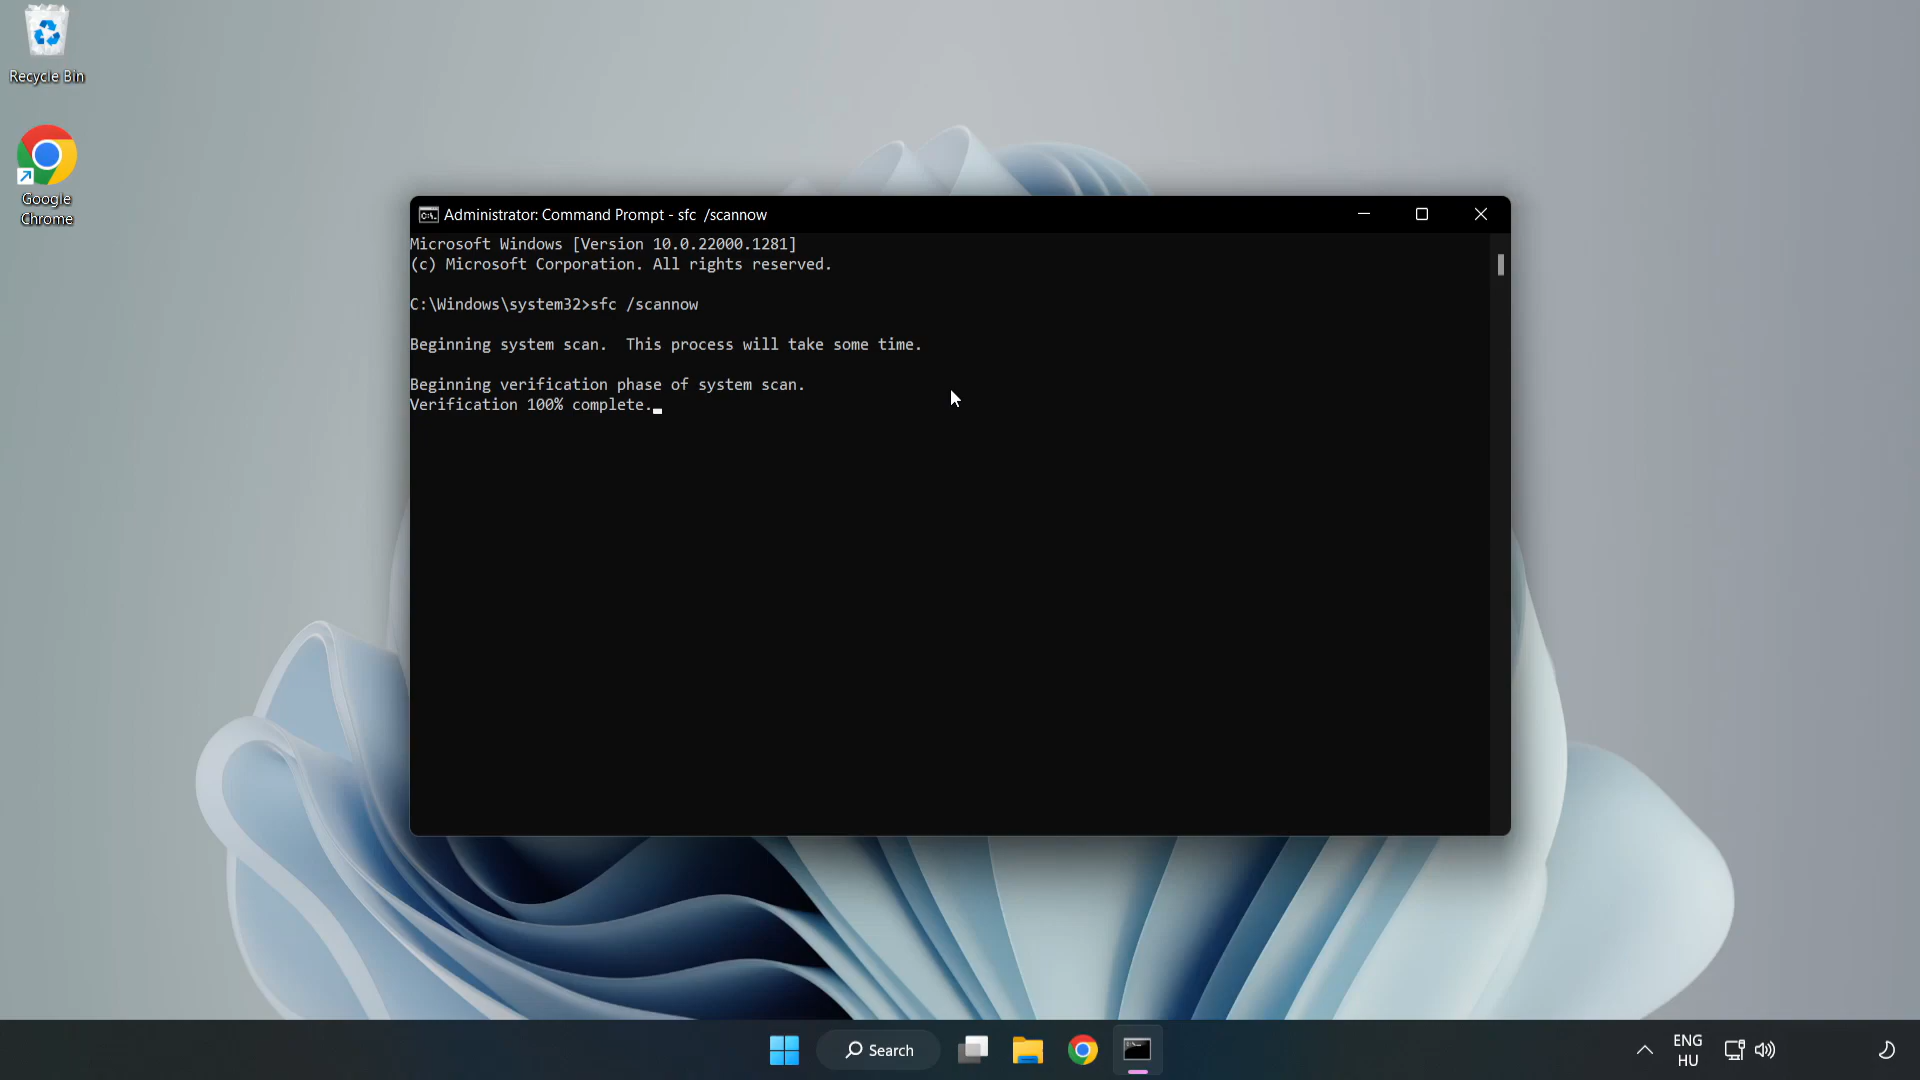 Recycle Bin
Google
Chrome
Administrator: Command Prompt - sfc  /scannow
Microsoft Windows [Version 10.0.22000.1281]
(c) Microsoft Corporation. All rights reserved.
C:\Windows\system32>sfc /scannow
Beginning system scan.  This process will take some time.
Beginning verification phase of system scan.
Verification 100% complete.
Search
ENG
HU